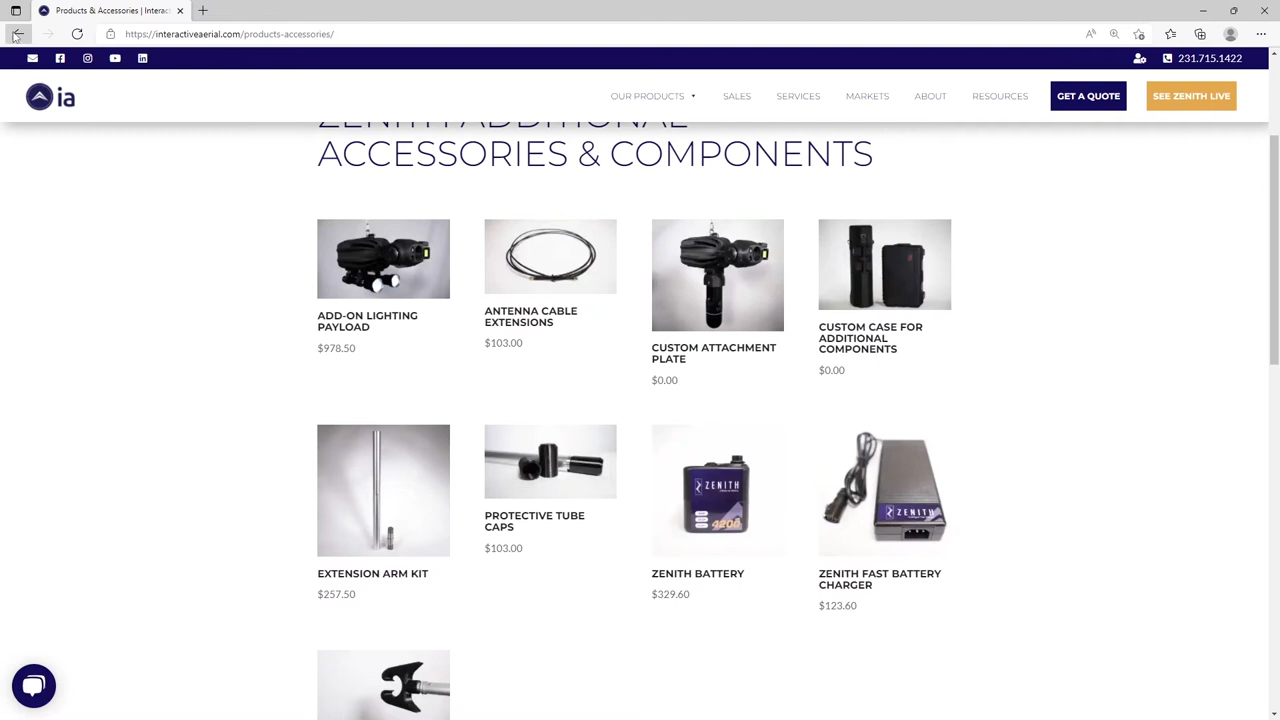 Products & Accessories | Interac
https://interactiveaerial.com/products-accessories/
231.715.1422
ia
OUR PRODUCTS
SALES
SERVICES
MARKETS
ABOUT
RESOURCES
GET A QUOTE
SEE ZENITH LIVE
ZENITH ADDITIONAL
ACCESSORIES & COMPONENTS
ADD-ON LIGHTING
PAYLOAD
$978.50
ANTENNA CABLE
EXTENSIONS
$103.00
CUSTOM ATTACHMENT
PLATE
$0.00
CUSTOM CASE FOR
ADDITIONAL
COMPONENTS
$0.00
EXTENSION ARM KIT
$257.50
PROTECTIVE TUBE
CAPS
$103.00
ZENITH
4200
ZENITH BATTERY
$329.60
ZENITH
ZENITH FAST BATTERY
CHARGER
$123.60